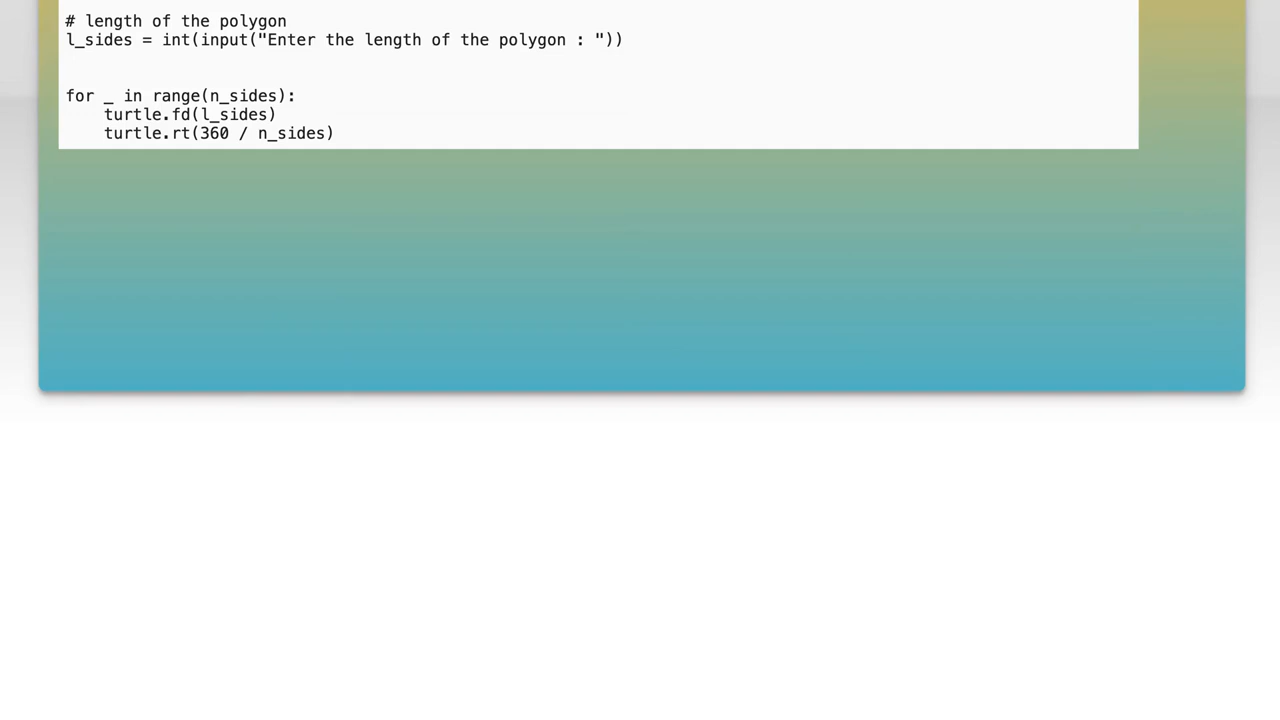 # length of the polygon
l_sides = int(input("Enter the length of the polygon : "))
for _ in range(n_sides):
    turtle.fd(l_sides)
    turtle.rt(360 / n_sides)